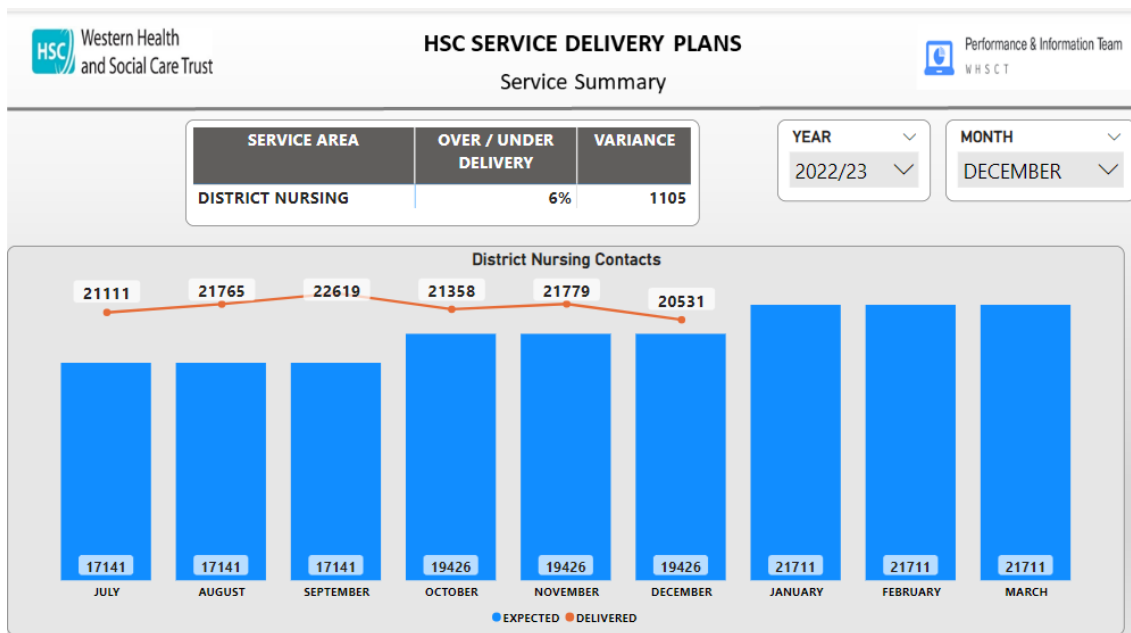 HSC
Western Health
and Social Care Trust
HSC SERVICE DELIVERY PLANS
Service Summary
Performance & Information Team
WHSCT
SERVICE AREA
OVER / UNDER
DELIVERY
VARIANCE
DISTRICT NURSING
6%
1105
YEAR
2022/23
MONTH
DECEMBER
District Nursing Contacts
21111
21765
22619
21358
21779
20531
17141
17141
17141
19426
19426
19426
21711
21711
21711
JULY
AUGUST
SEPTEMBER
OCTOBER
NOVEMBER
DECEMBER
JANUARY
FEBRUARY
MARCH
EXPECTED
DELIVERED